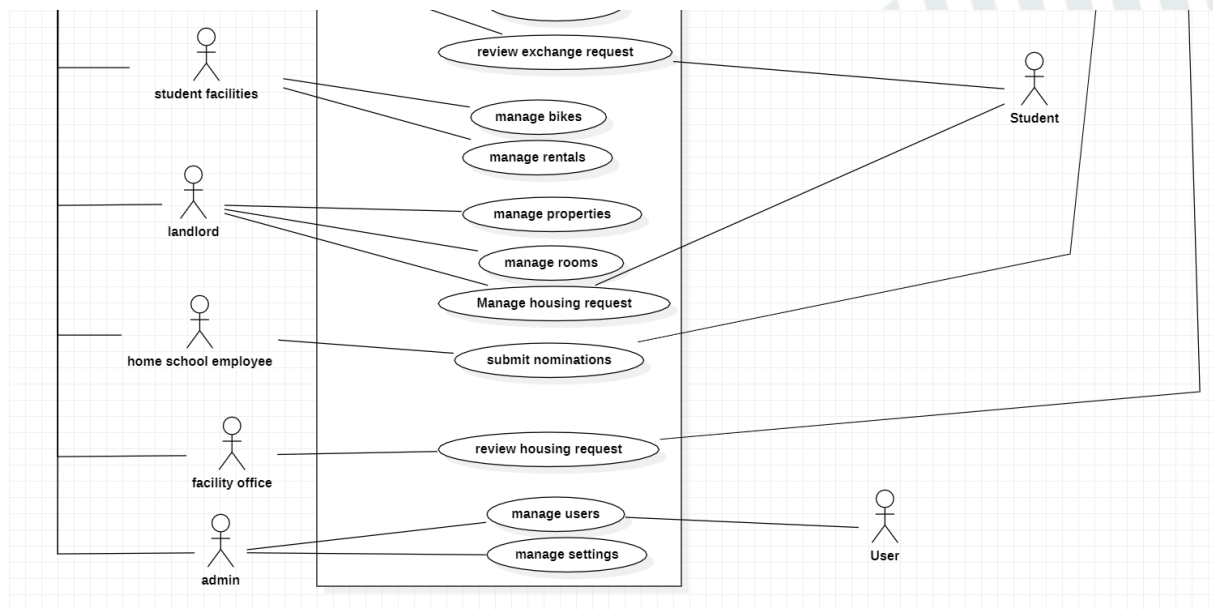 review exchange request
student facilities
manage bikes
Student
manage rentals
manage properties
landlord
manage rooms
Manage housing request
home school employee
submit nominations
review housing request
facility office
manage users
manage settings
User
admin